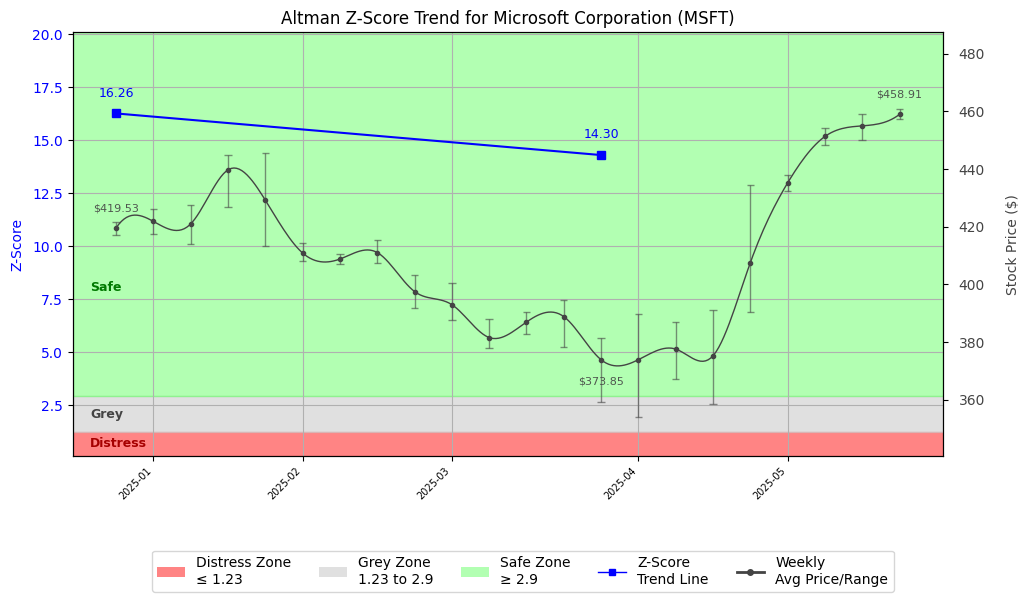 Altman Z-Score Trend for Microsoft Corporation (MSFT)
20.0
17.5
15.0
12.5
10.0
7.5
5.0
2.5
Z-Score
480
460
440
420
400
380
360
Stock Price ($)
16.26
14.30
$419.53
$373.85
$458.91
Safe
Grey
Distress
2025-01
2025-02
2025-03
2025-04
2025-05
Distress Zone
≤ 1.23
Grey Zone
1.23 to 2.9
Safe Zone
≥ 2.9
Z-Score
Trend Line
Weekly
Avg Price/Range